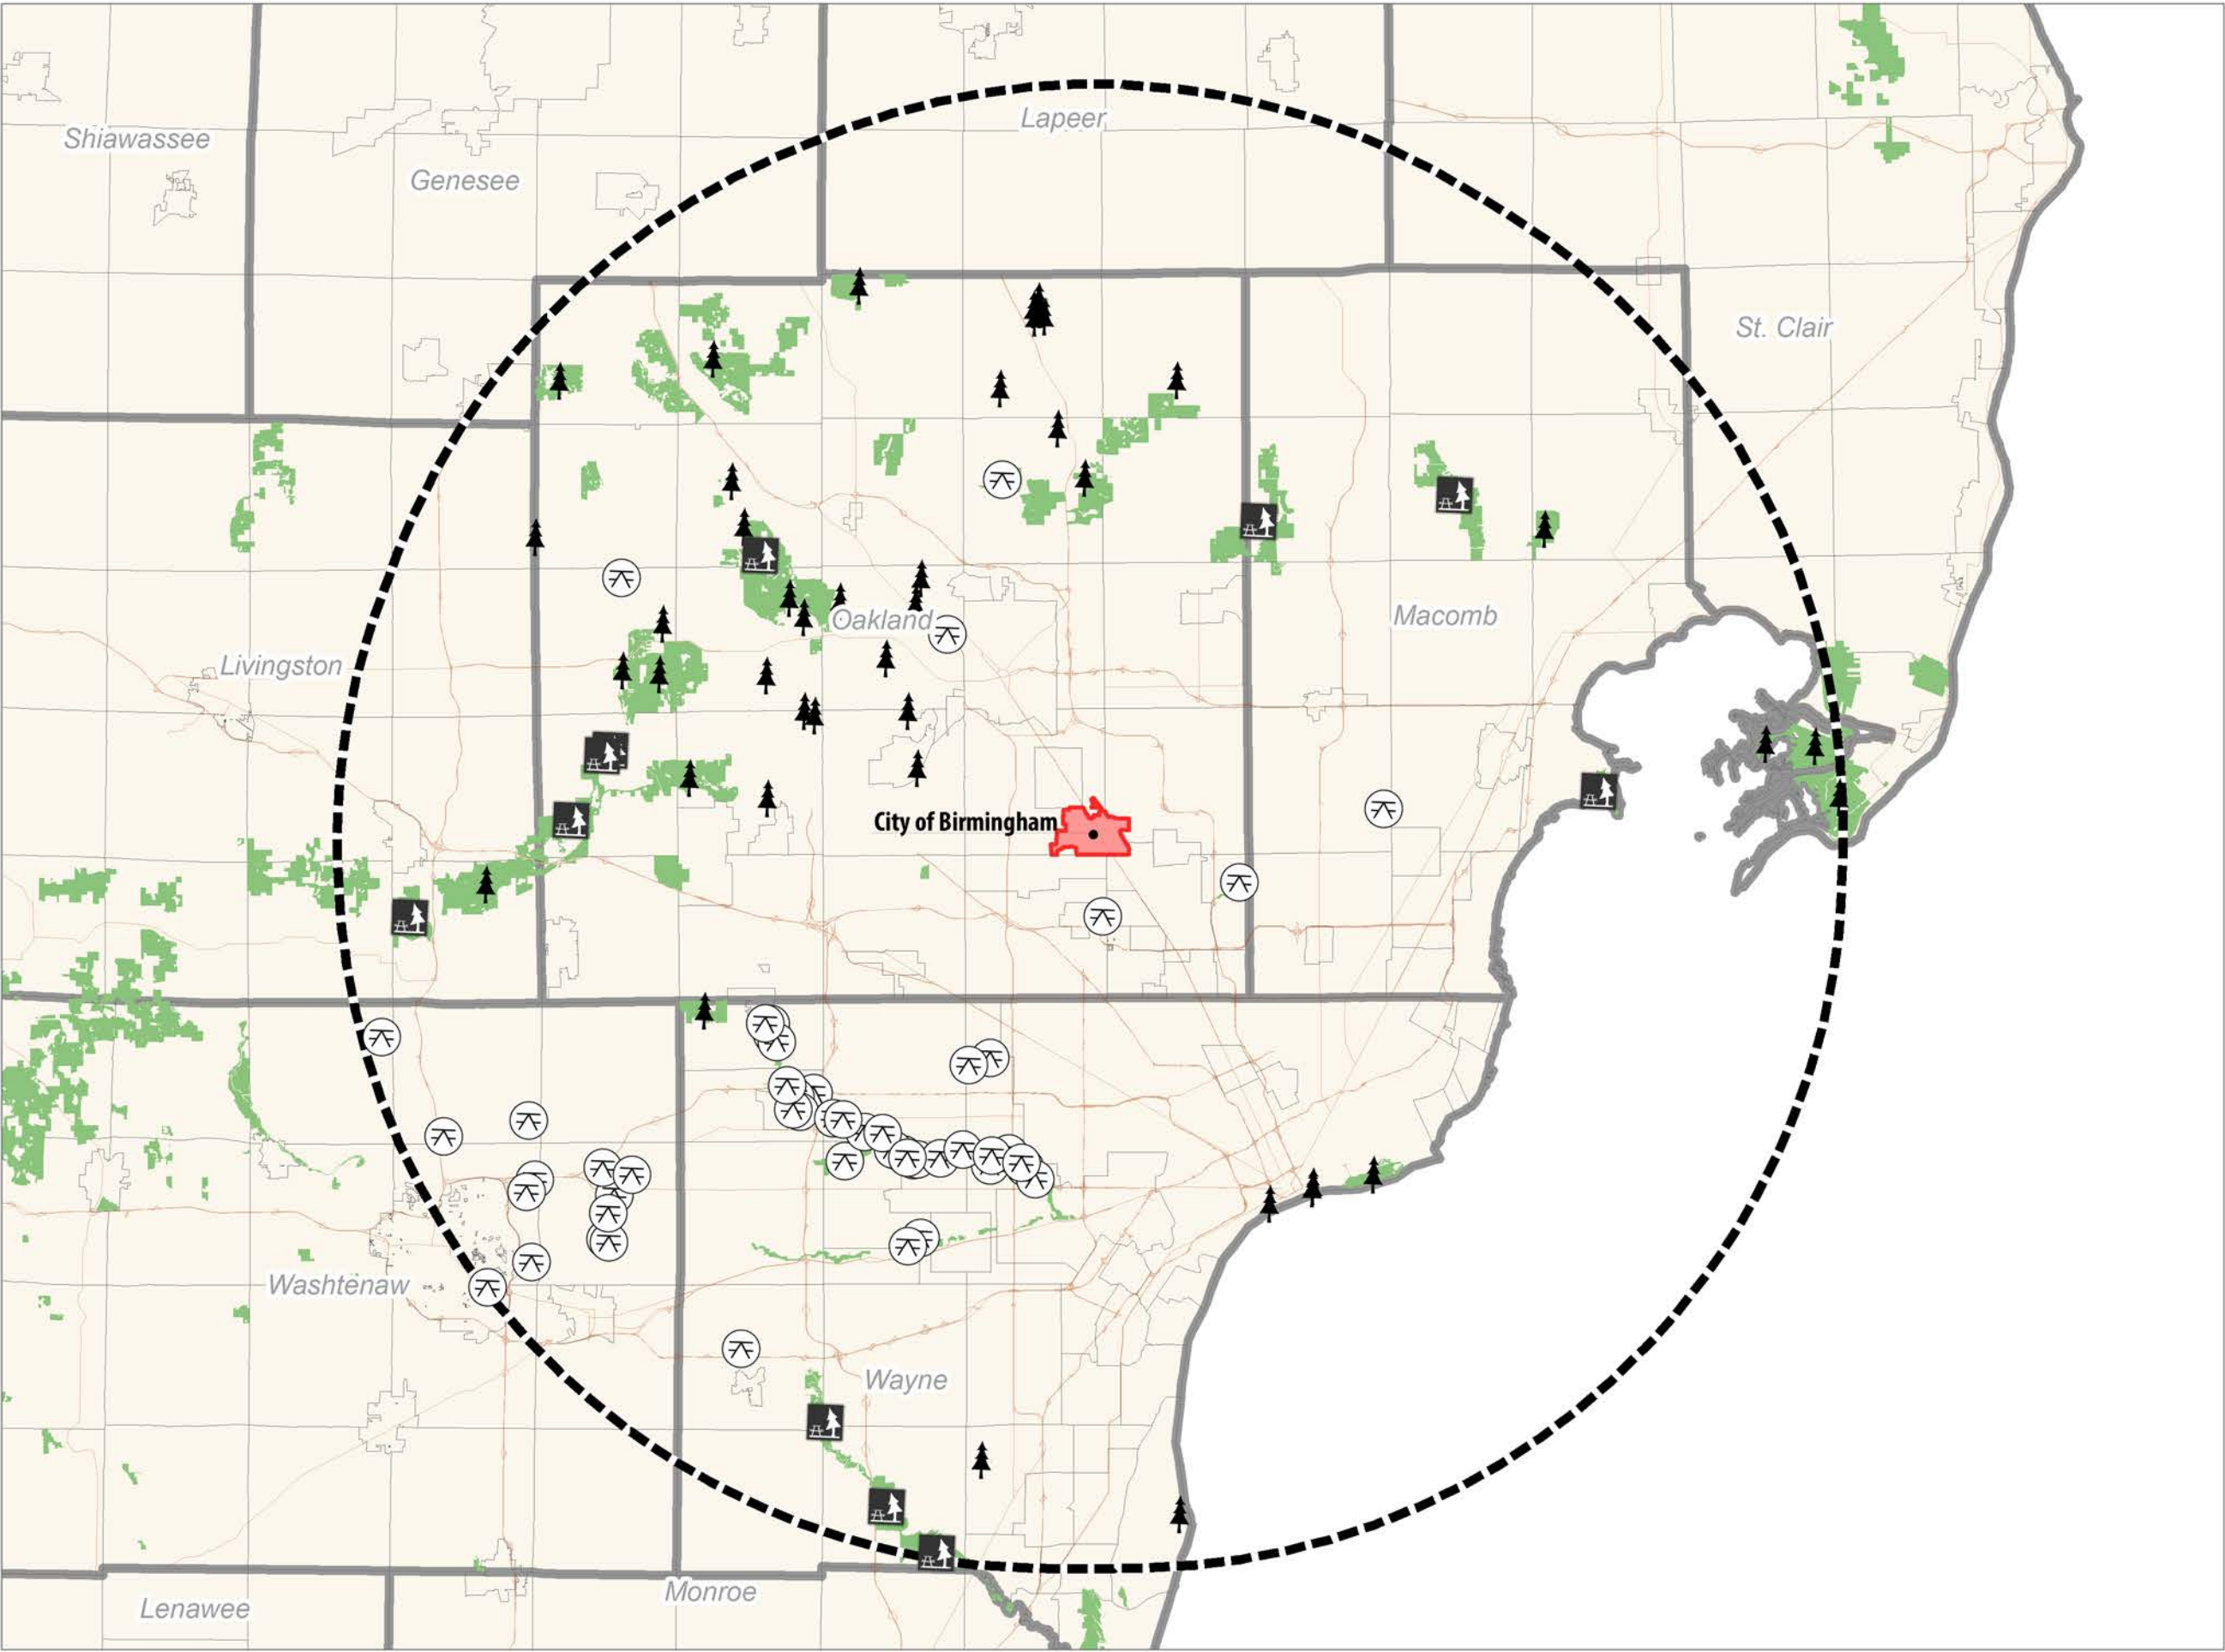 Lapeer
Shiawassee
Genesee
St. Clair
Macomb
Oakland
Livingston
City of Birmingham
Washtenaw
Wayne
Monroe
Lenawee